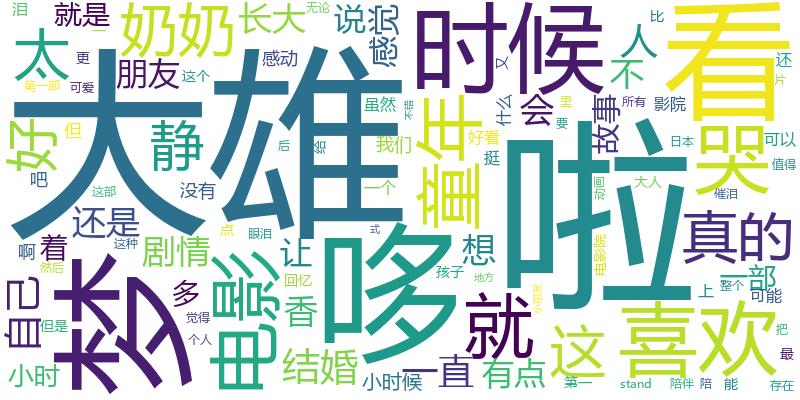 泪
就是
奶奶
长大
无论
说
感觉
时候
看
太
更
朋友
感动
人
比
又
还
可爱
这个
第一部
不
片
大雄
虽然
不错
童年
什么
会
里
故事
所有
影院
好
但
静
我们
好看
要
啦
日本
哭
可以
值得
后
给
挺
吧
没有
这部
一个
动画
大人
催泪
还是
点
眼泪
式
真的
啊
着
这种
剧情
让
哆
想
电影院
一部
然后
自己
梦
多
电影
回忆
孩子
地方
小朋友
上
整个
可能
但是
觉得
香
就
这
喜欢
把
个人
结婚
一直
有点
最
小时
小时候
第一
stand
陪伴
陪
能
存在